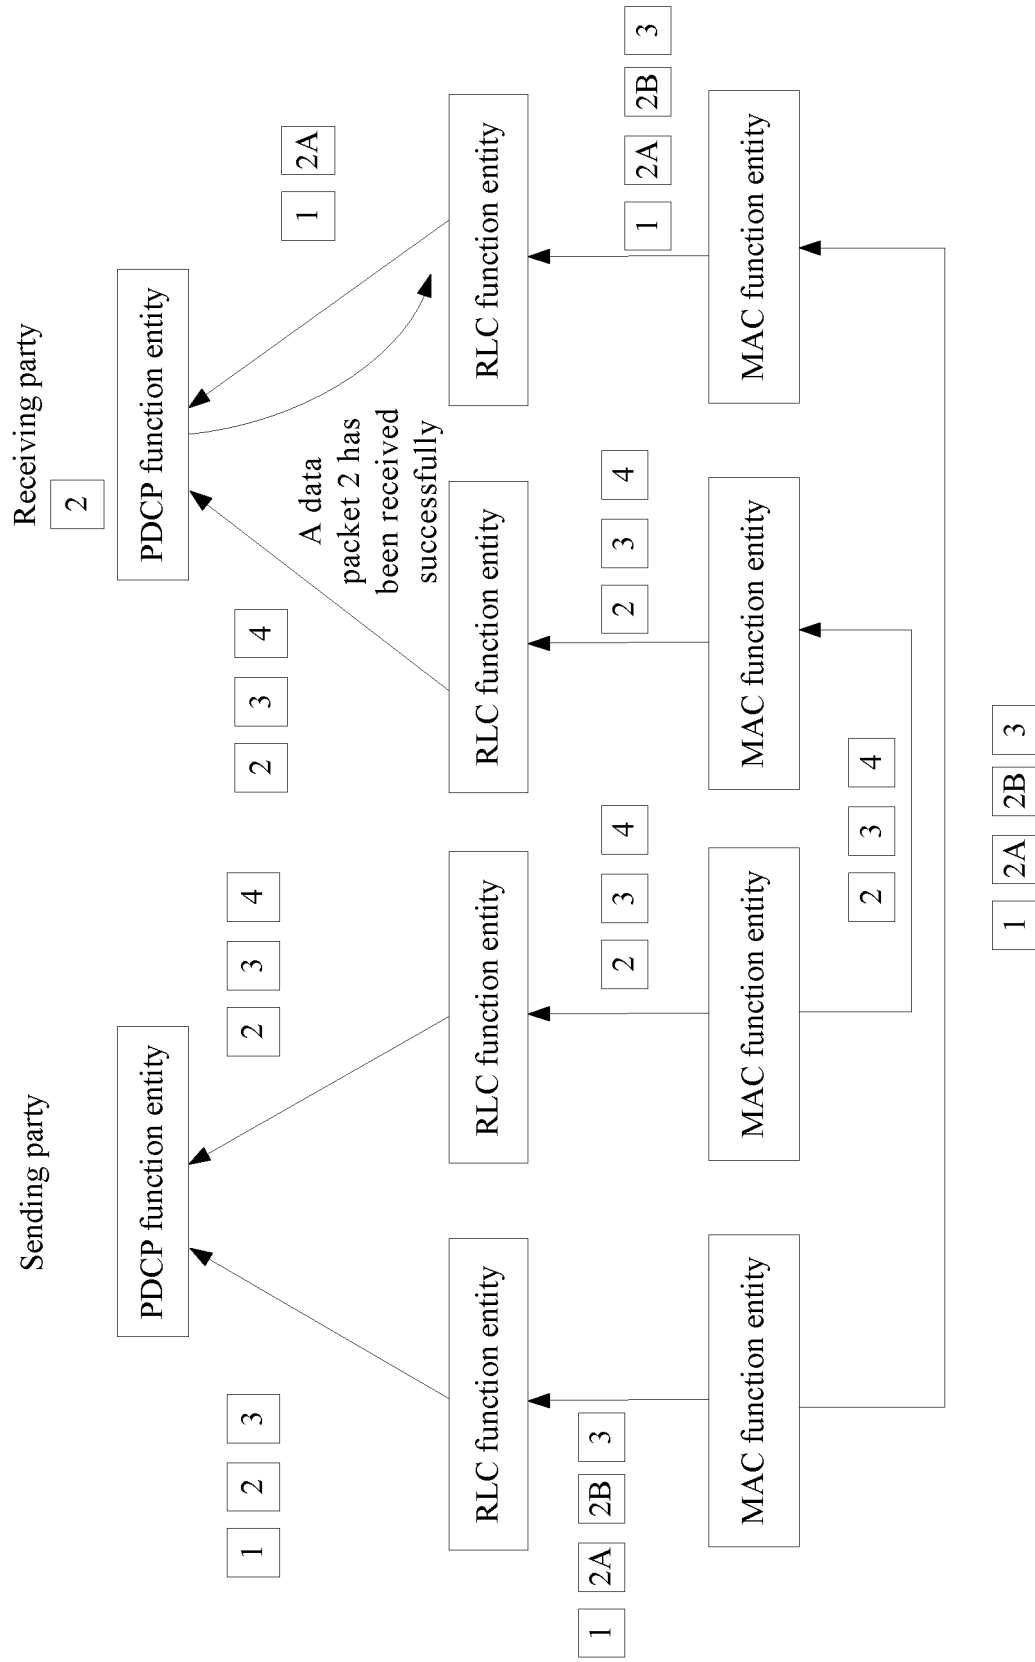 Sending party
Receiving party
2
PDCP function entity
PDCP function entity
1 2 3
2 3 4
2 3 4
1 2A
A data
packet 2 has
been received
successfully
RLC function entity
RLC function entity
RLC function entity
RLC function entity
1 2A 2B 3
2 3 4
2 3 4
1 2A 2B 3
MAC function entity
MAC function entity
MAC function entity
MAC function entity
2 3 4
1 2A 2B 3